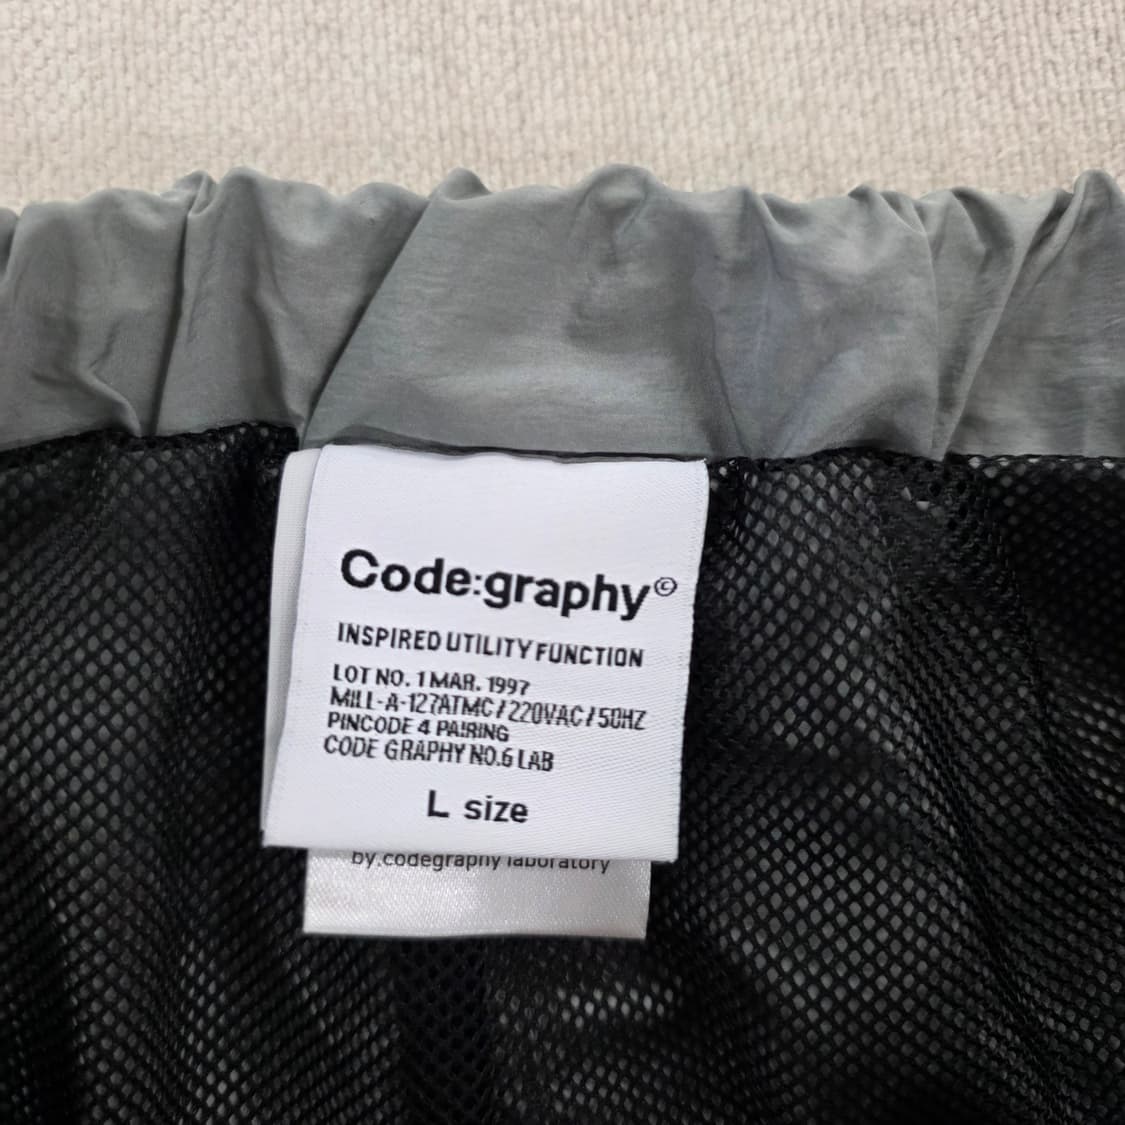 Code:graphy©
INSPIRED UTILITY FUNCTION
LOT NO. 1 MAR. 1997
MILL-A-127ATMC/220VAC/50HZ
PINCODE 4 PAIRING
CODE GRAPHY NO.6 LAB
L size
by.codegraphy laboratory